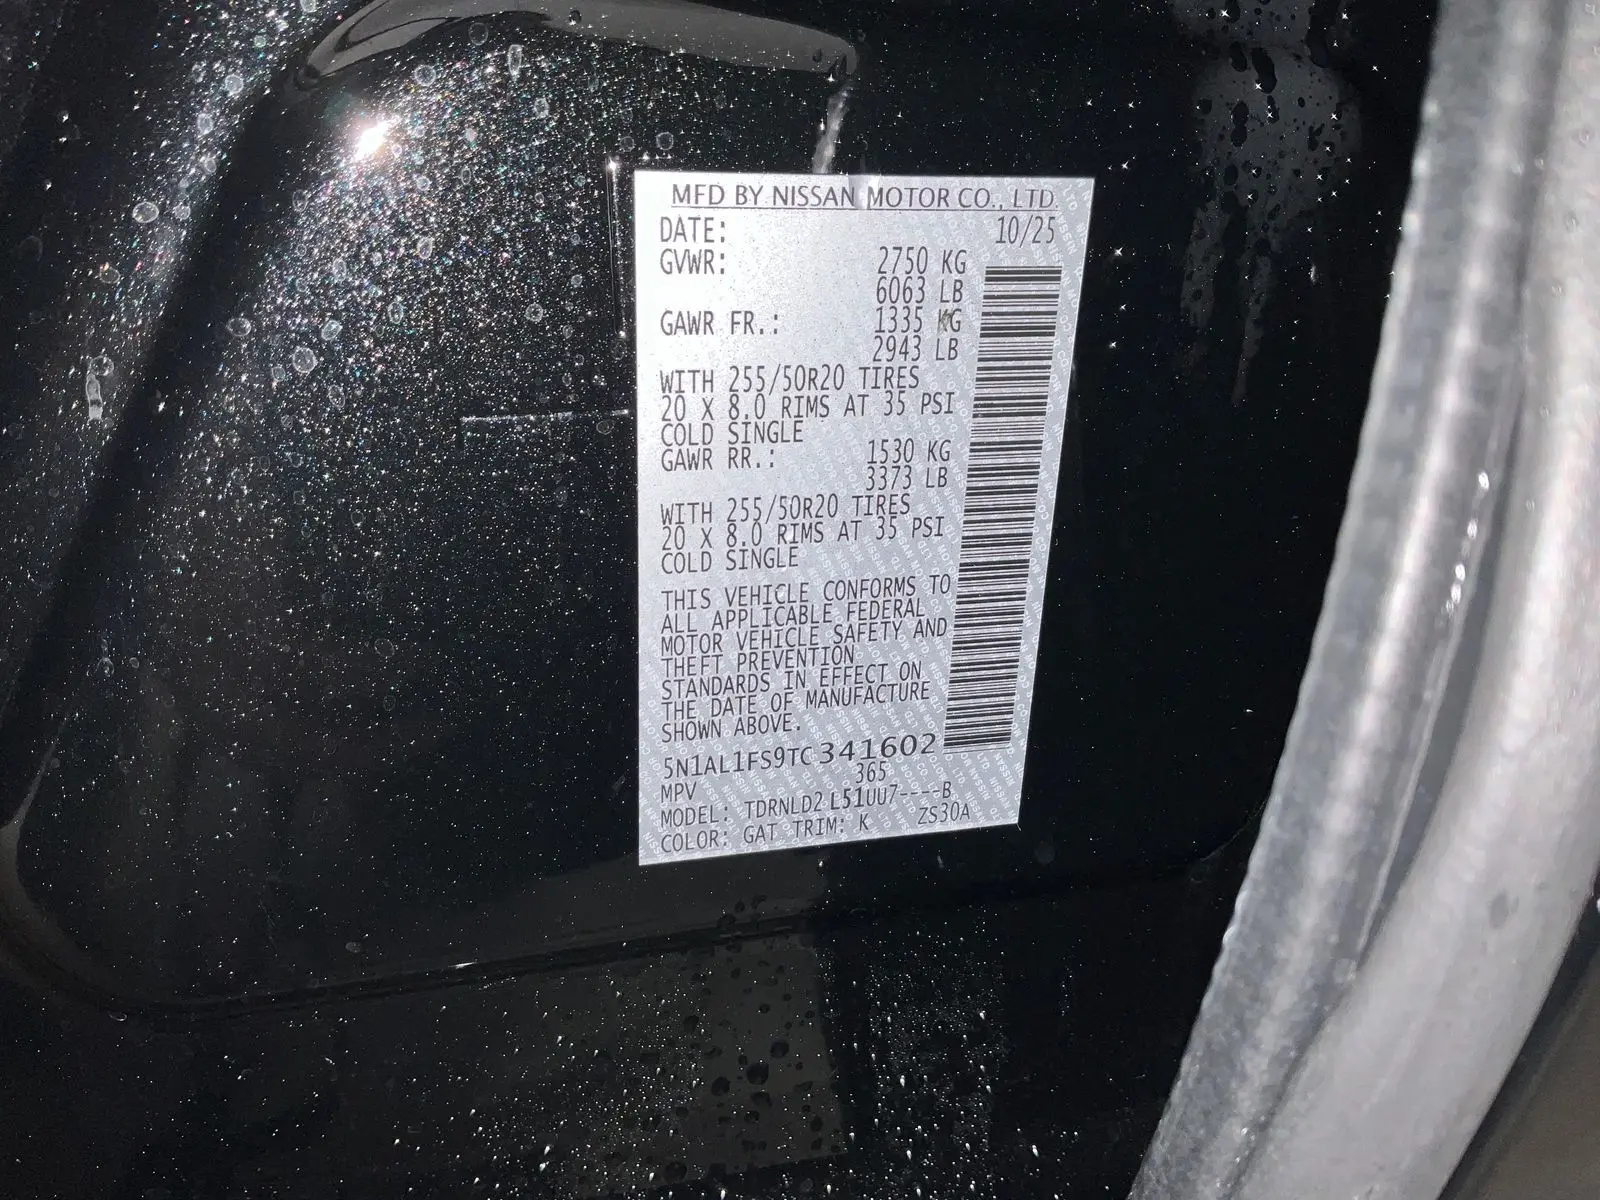 MFD BY NISSAN MOTOR CO., LTD.
DATE: 10/25
GVWR: 2750 KG
6063 LB
GAWR FR.: 1335 KG
2943 LB
WITH 255/50R20 TIRES
20 X 8.0 RIMS AT 35 PSI
COLD SINGLE
GAWR RR.: 1530 KG
3373 LB
WITH 255/50R20 TIRES
20 X 8.0 RIMS AT 35 PSI
COLD SINGLE
THIS VEHICLE CONFORMS TO
ALL APPLICABLE FEDERAL
MOTOR VEHICLE SAFETY AND
THEFT PREVENTION
STANDARDS IN EFFECT ON
THE DATE OF MANUFACTURE
SHOWN ABOVE.
5N1AL1FS9TC341602
365
MPV
MODEL: TDRNLD2 L51UU7----B
COLOR: GAT TRIM: K ZS30A